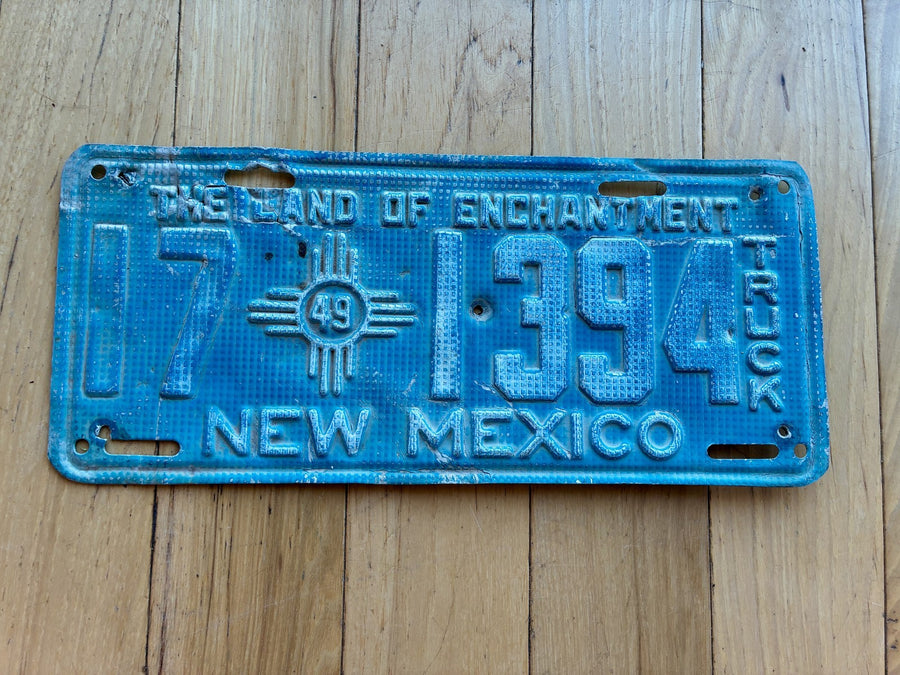 THE LAND OF ENCHANTMENT
17 49 1394 TRUCK
NEW MEXICO